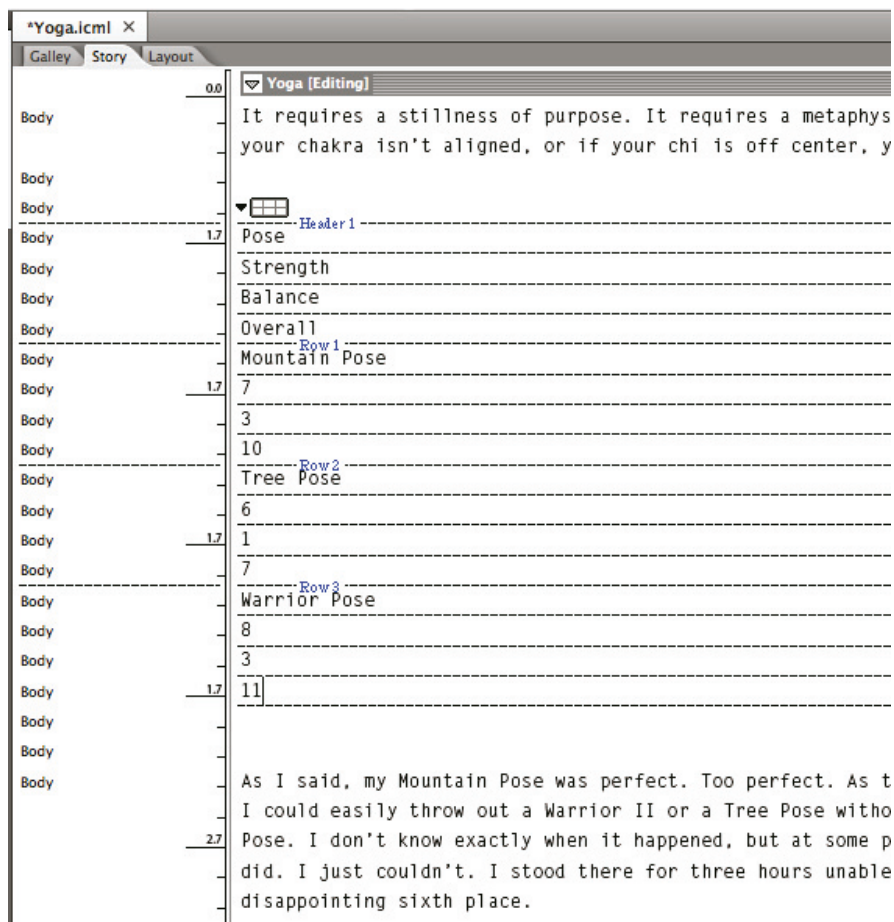 *Yoga.icml ×
Galley Story Layout
0.0 Yoga [Editing]
Body It requires a stillness of purpose. It requires a metaphys
your chakra isn't aligned, or if your chi is off center, y
Body
Body
Header 1
Body 1.7 Pose
Body Strength
Body Balance
Body Overall
Row 1
Body Mountain Pose
Body 1.7 7
Body 3
Body 10
Row 2
Body Tree Pose
Body 6
Body 1.7 1
Body 7
Row 3
Body Warrior Pose
Body 8
Body 3
Body 1.7 11
Body
Body
Body As I said, my Mountain Pose was perfect. Too perfect. As t
I could easily throw out a Warrior II or a Tree Pose witho
2.7 Pose. I don't know exactly when it happened, but at some p
did. I just couldn't. I stood there for three hours unable
disappointing sixth place.